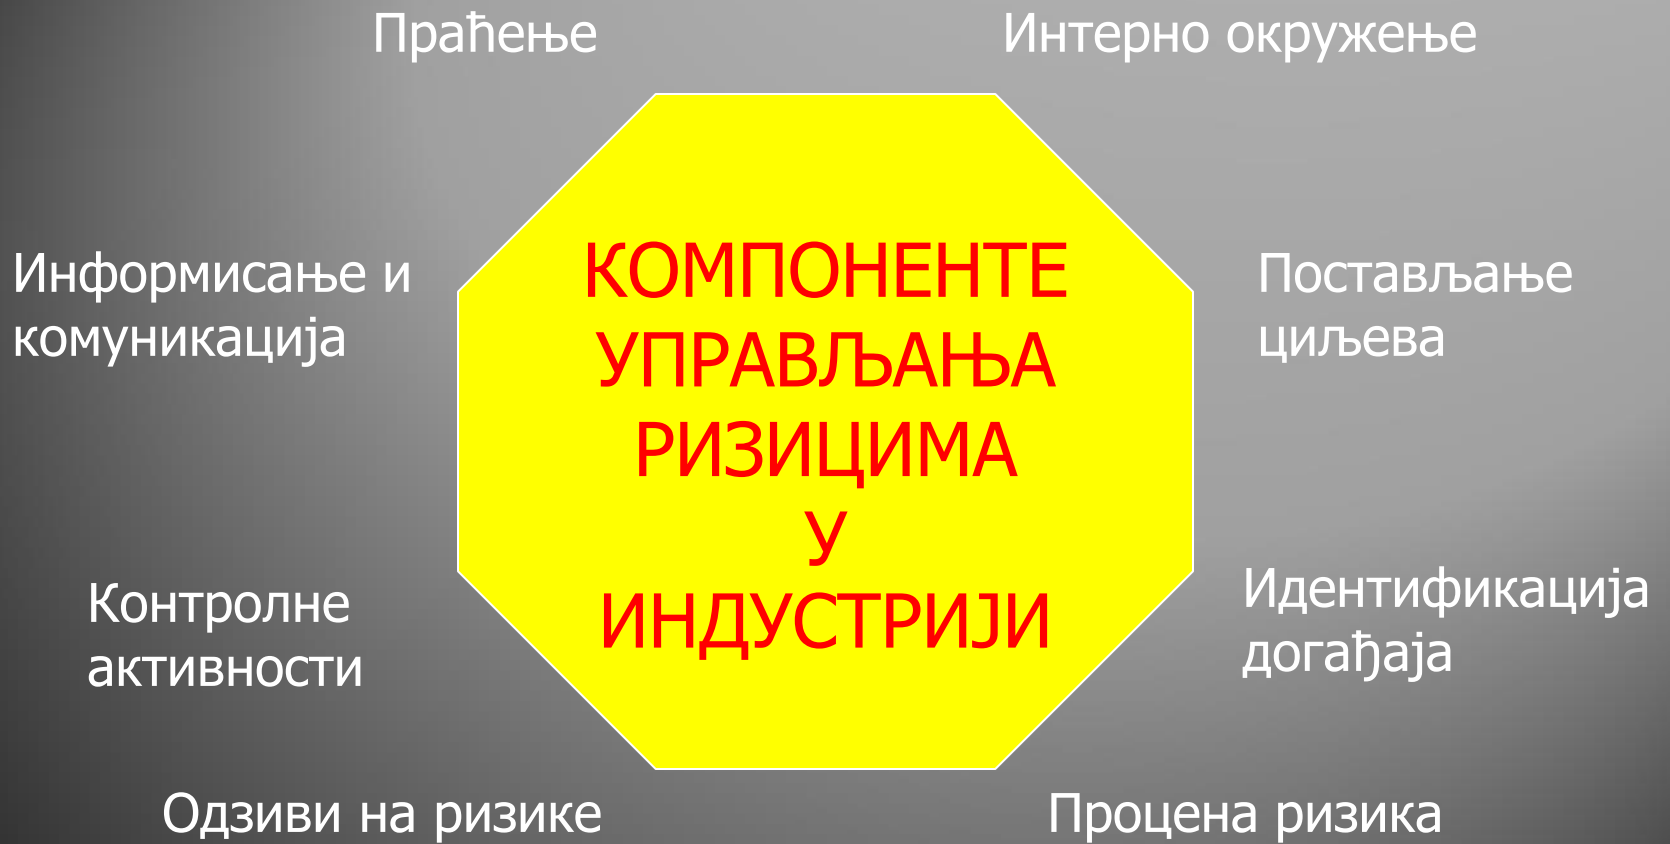 Праћење
Интерно окружење
Информисање и
комуникација
КОМПОНЕНТЕ
УПРАВЉАЊА
РИЗИЦИМА
У
ИНДУСТРИЈИ
Постављање
циљева
Контролне
активности
Идентификација
догађаја
Одзиви на ризике
Процена ризика